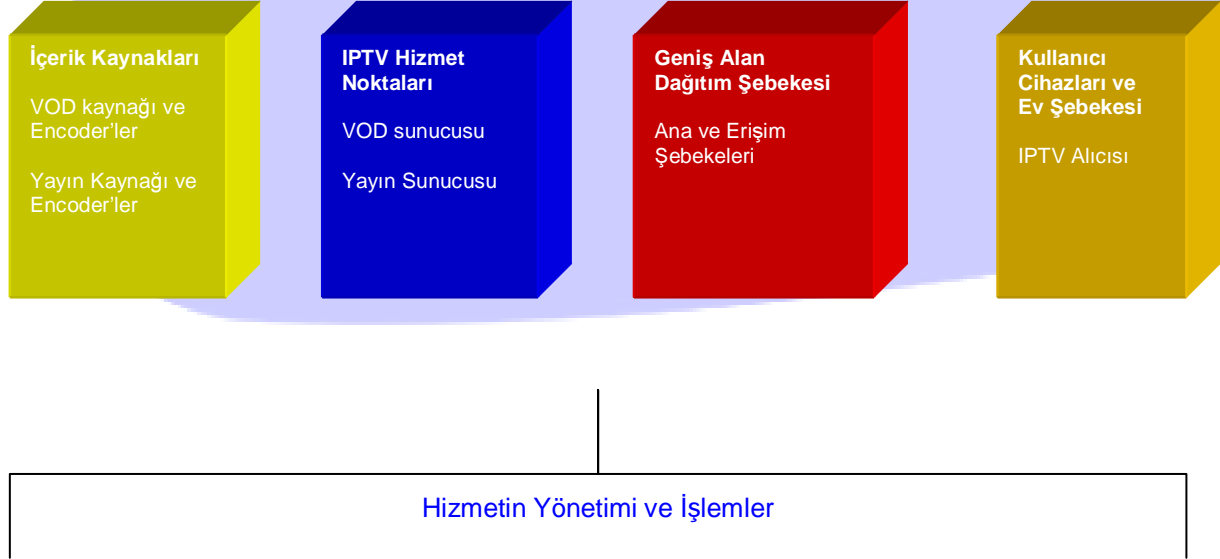 İçerik Kaynakları
VOD kaynağı ve
Encoder'ler
Yayın Kaynağı ve
Encoder'ler
IPTV Hizmet
Noktaları
VOD sunucusu
Yayın Sunucusu
Geniş Alan
Dağıtım Şebekesi
Ana ve Erişim
Şebekeleri
Kullanıcı
Cihazları ve
Ev Şebekesi
IPTV Alıcısı
Hizmetin Yönetimi ve İşlemler